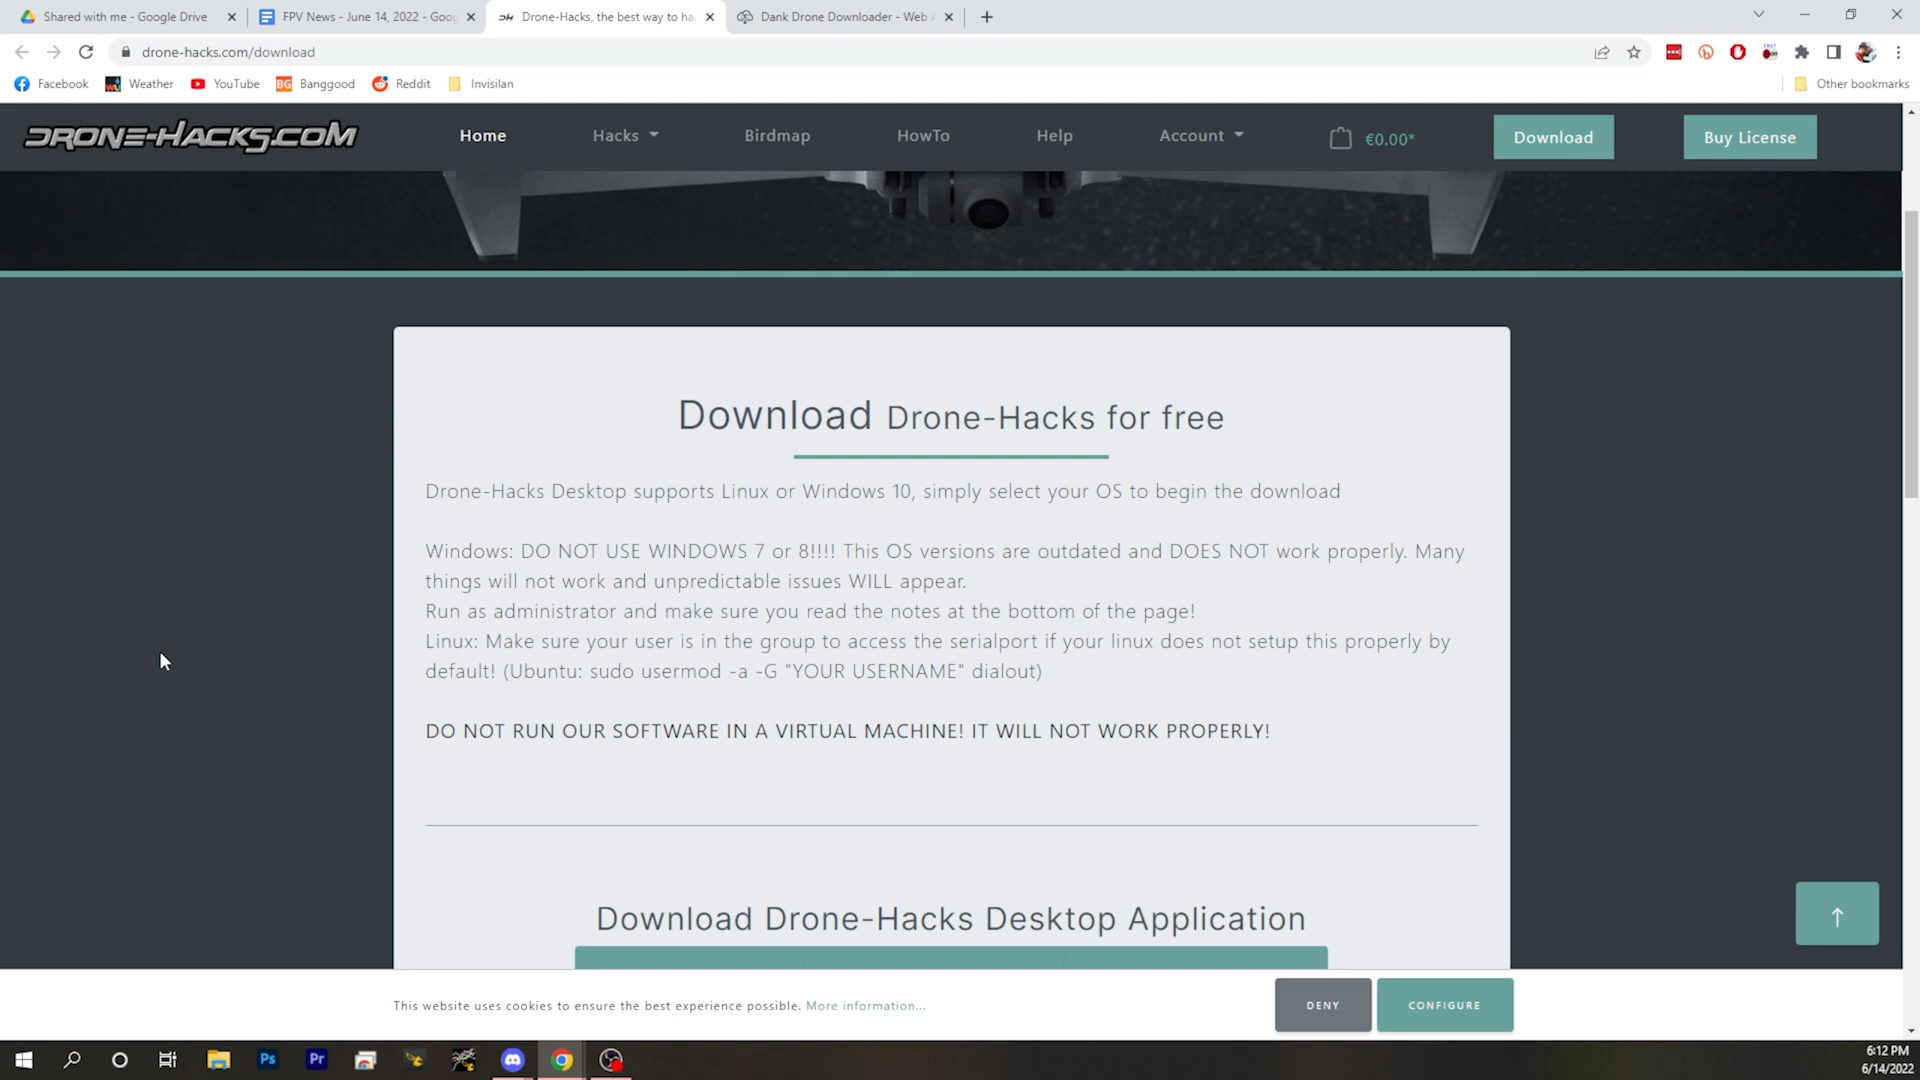 Shared with me - Google Drive
FPV News - June 14, 2022 - Goog
Drone-Hacks, the best way to ha
Dank Drone Downloader - Web A
drone-hacks.com/download
Facebook
Weather
YouTube
BG Banggood
Reddit
Invisilan
Other bookmarks
DRONE-HACKS.COM
Home
Hacks
Birdmap
HowTo
Help
Account
€0.00*
Download
Buy License
Download Drone-Hacks for free
Drone-Hacks Desktop supports Linux or Windows 10, simply select your OS to begin the download
Windows: DO NOT USE WINDOWS 7 or 8!!!! This OS versions are outdated and DOES NOT work properly. Many
things will not work and unpredictable issues WILL appear.
Run as administrator and make sure you read the notes at the bottom of the page!
Linux: Make sure your user is in the group to access the serialport if your linux does not setup this properly by
default! (Ubuntu: sudo usermod -a -G "YOUR USERNAME" dialout)
DO NOT RUN OUR SOFTWARE IN A VIRTUAL MACHINE! IT WILL NOT WORK PROPERLY!
Download Drone-Hacks Desktop Application
This website uses cookies to ensure the best experience possible. More information...
DENY
CONFIGURE
Ps
Pr
6:12 PM
6/14/2022